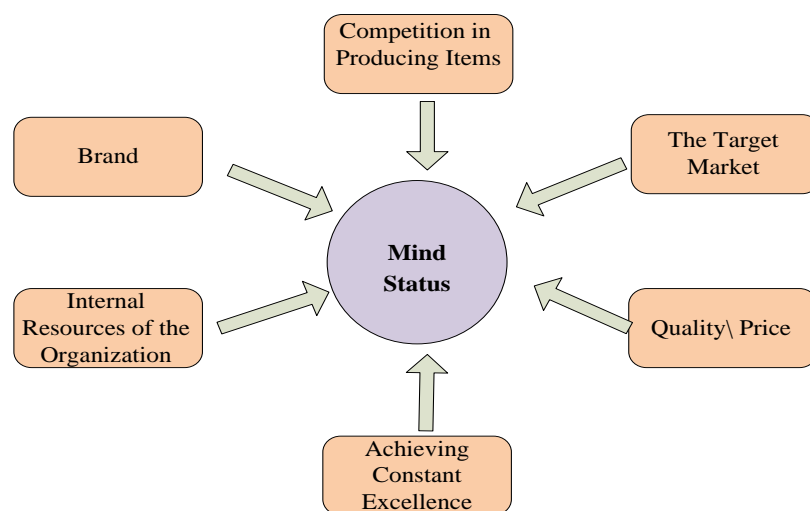 Competition in
Producing Items
Brand
The Target
Market
Mind
Status
Internal
Resources of the
Organization
Quality\ Price
Achieving
Constant
Excellence